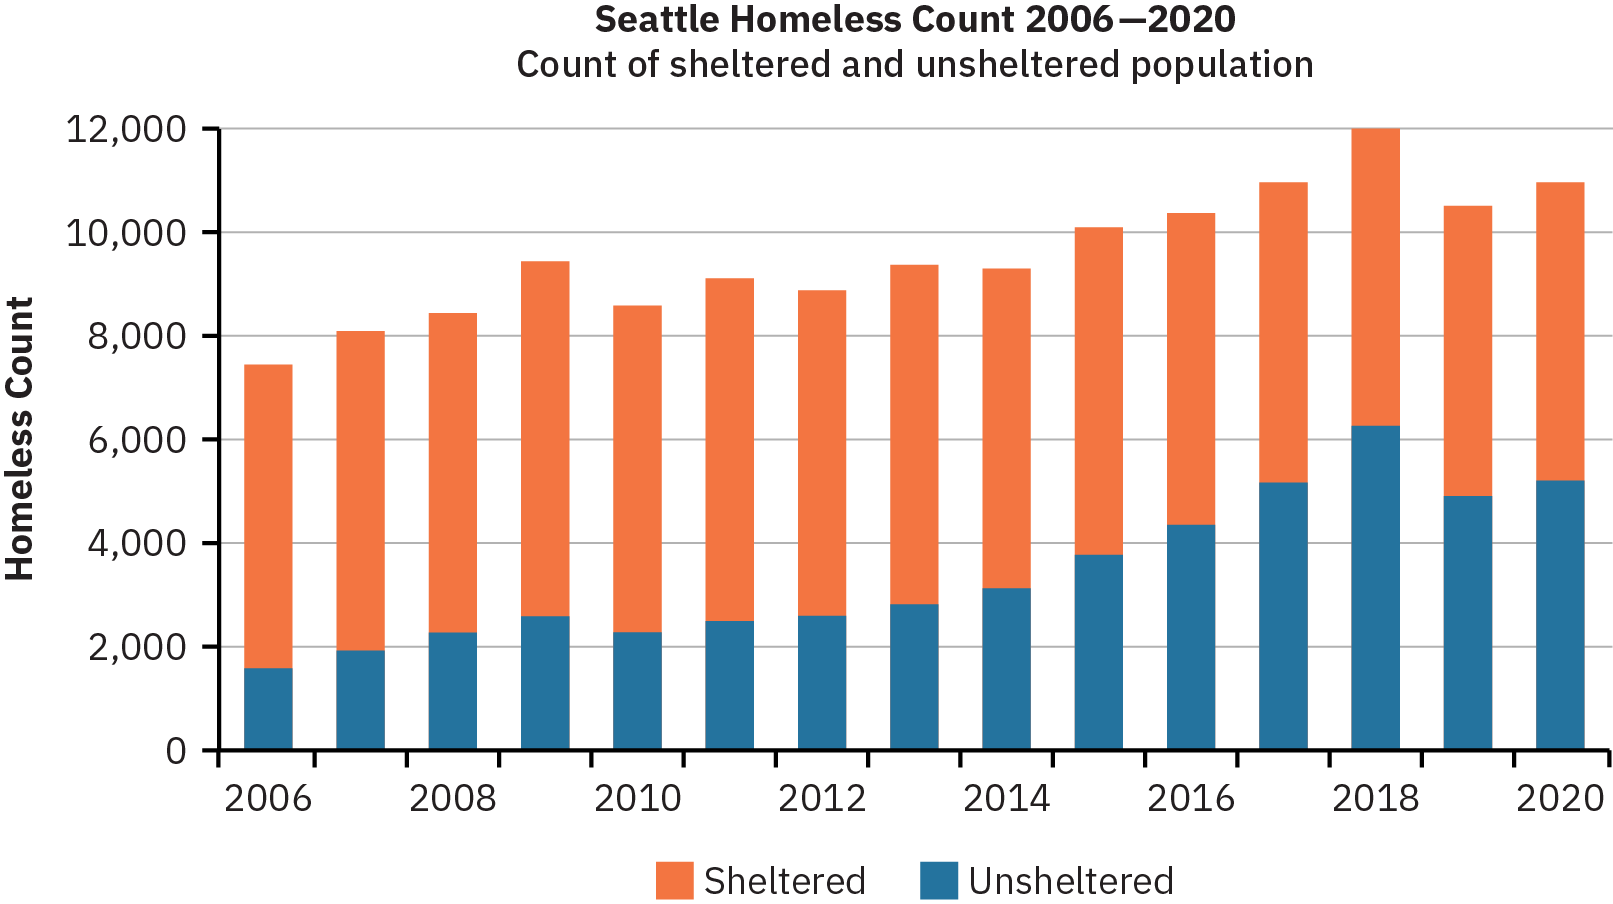 Seattle Homeless Count 2006—2020
Count of sheltered and unsheltered population
Homeless Count
12,000
10,000
8,000
6,000
4,000
2,000
0
2006 2008 2010 2012 2014 2016 2018 2020
Sheltered Unsheltered